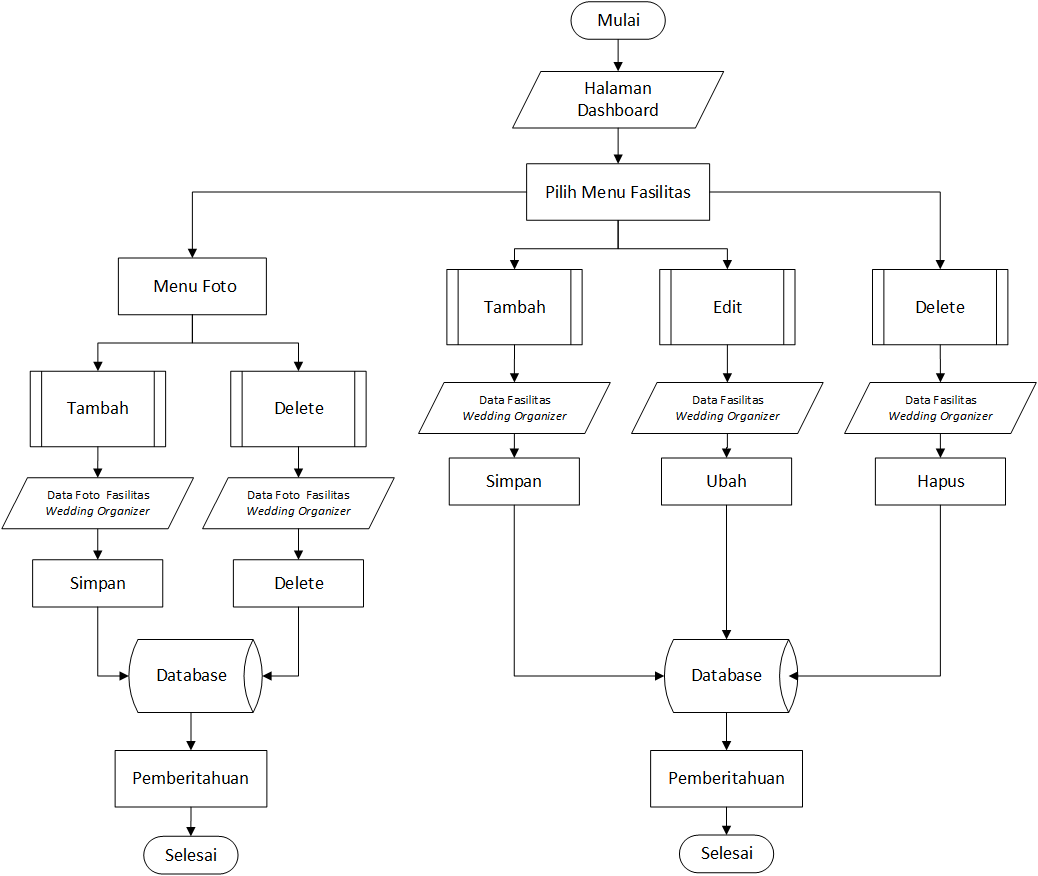 Mulai
Halaman
Dashboard
Pilih Menu Fasilitas
Menu Foto
Tambah
Edit
Delete
Tambah
Delete
Data Fasilitas
Wedding Organizer
Data Fasilitas
Wedding Organizer
Data Fasilitas
Wedding Organizer
Data Foto Fasilitas
Wedding Organizer
Data Foto Fasilitas
Wedding Organizer
Simpan
Ubah
Hapus
Simpan
Delete
Database
Database
Pemberitahuan
Pemberitahuan
Selesai
Selesai